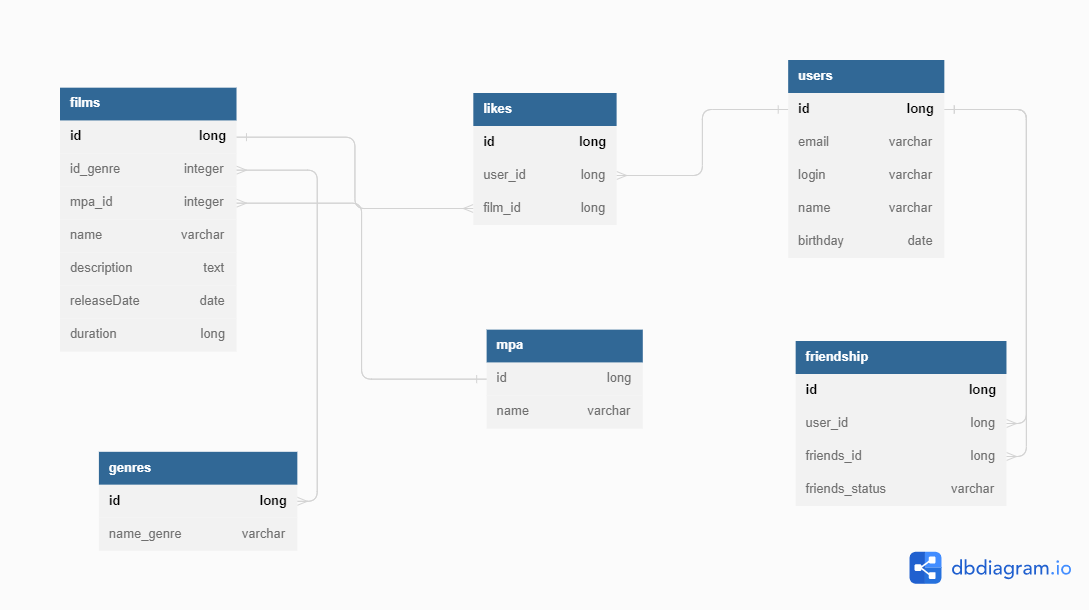 films
id long
id_genre integer
mpa_id integer
name varchar
description text
releaseDate date
duration long
likes
id long
user_id long
film_id long
users
id long
email varchar
login varchar
name varchar
birthday date
mpa
id long
name varchar
friendship
id long
user_id long
friends_id long
friends_status varchar
genres
id long
name_genre varchar
dbdiagram.io